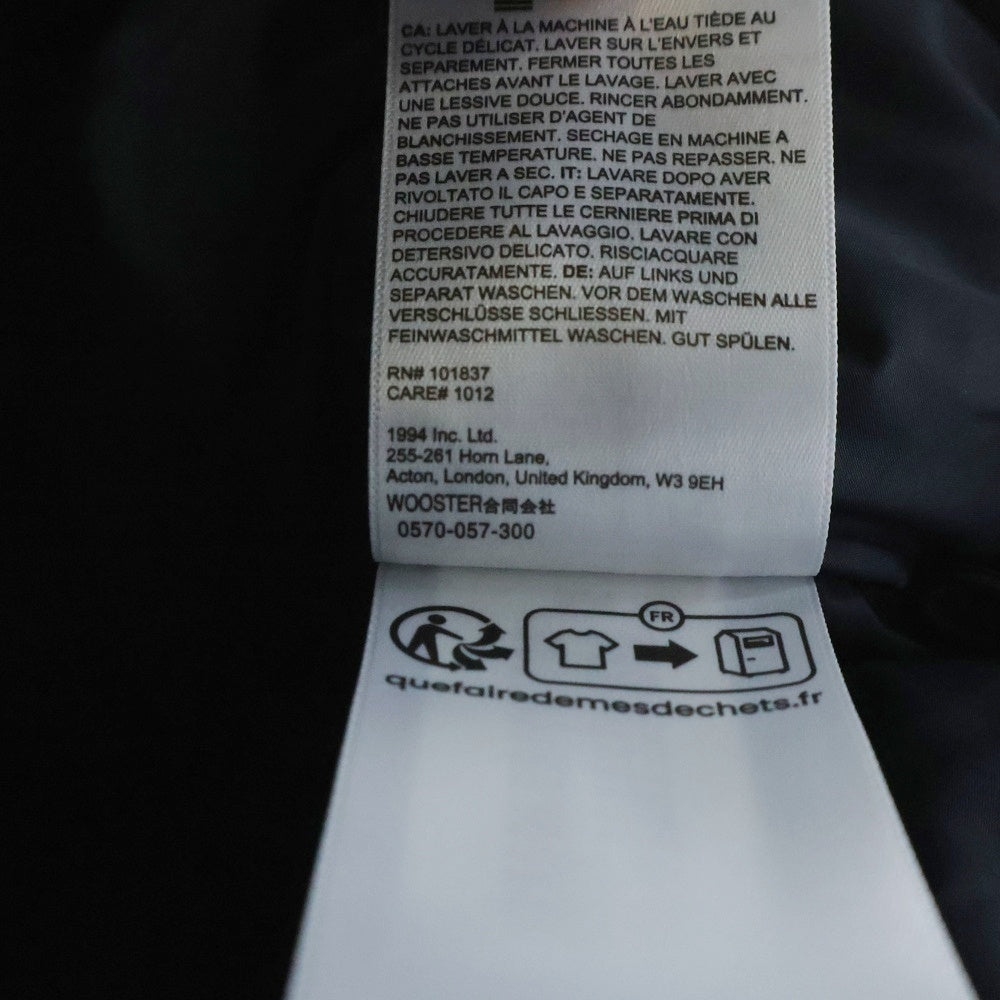 CA: LAVER À LA MACHINE À L'EAU TIÈDE AU
CYCLE DÉLICAT. LAVER SUR L'ENVERS ET
SEPAREMENT. FERMER TOUTES LES
ATTACHES AVANT LE LAVAGE. LAVER AVEC
UNE LESSIVE DOUCE. RINCER ABONDAMMENT.
NE PAS UTILISER D'AGENT DE
BLANCHISSEMENT. SECHAGE EN MACHINE A
BASSE TEMPERATURE. NE PAS REPASSER. NE
PAS LAVER A SEC. IT: LAVARE DOPO AVER
RIVOLTATO IL CAPO E SEPARATAMENTE.
CHIUDERE TUTTE LE CERNIERE PRIMA DI
PROCEDERE AL LAVAGGIO. LAVARE CON
DETERSIVO DELICATO. RISCIACQUARE
ACCURATAMENTE. DE: AUF LINKS UND
SEPARAT WASCHEN. VOR DEM WASCHEN ALLE
VERSCHLÜSSE SCHLIESSEN. MIT
FEINWASCHMITTEL WASCHEN. GUT SPÜLEN.
RN# 101837
CARE# 1012
1994 Inc. Ltd.
255-261 Horn Lane,
Acton, London, United Kingdom, W3 9EH
WOOSTER合同会社
0570-057-300
FR
quefairedemesdechets.fr